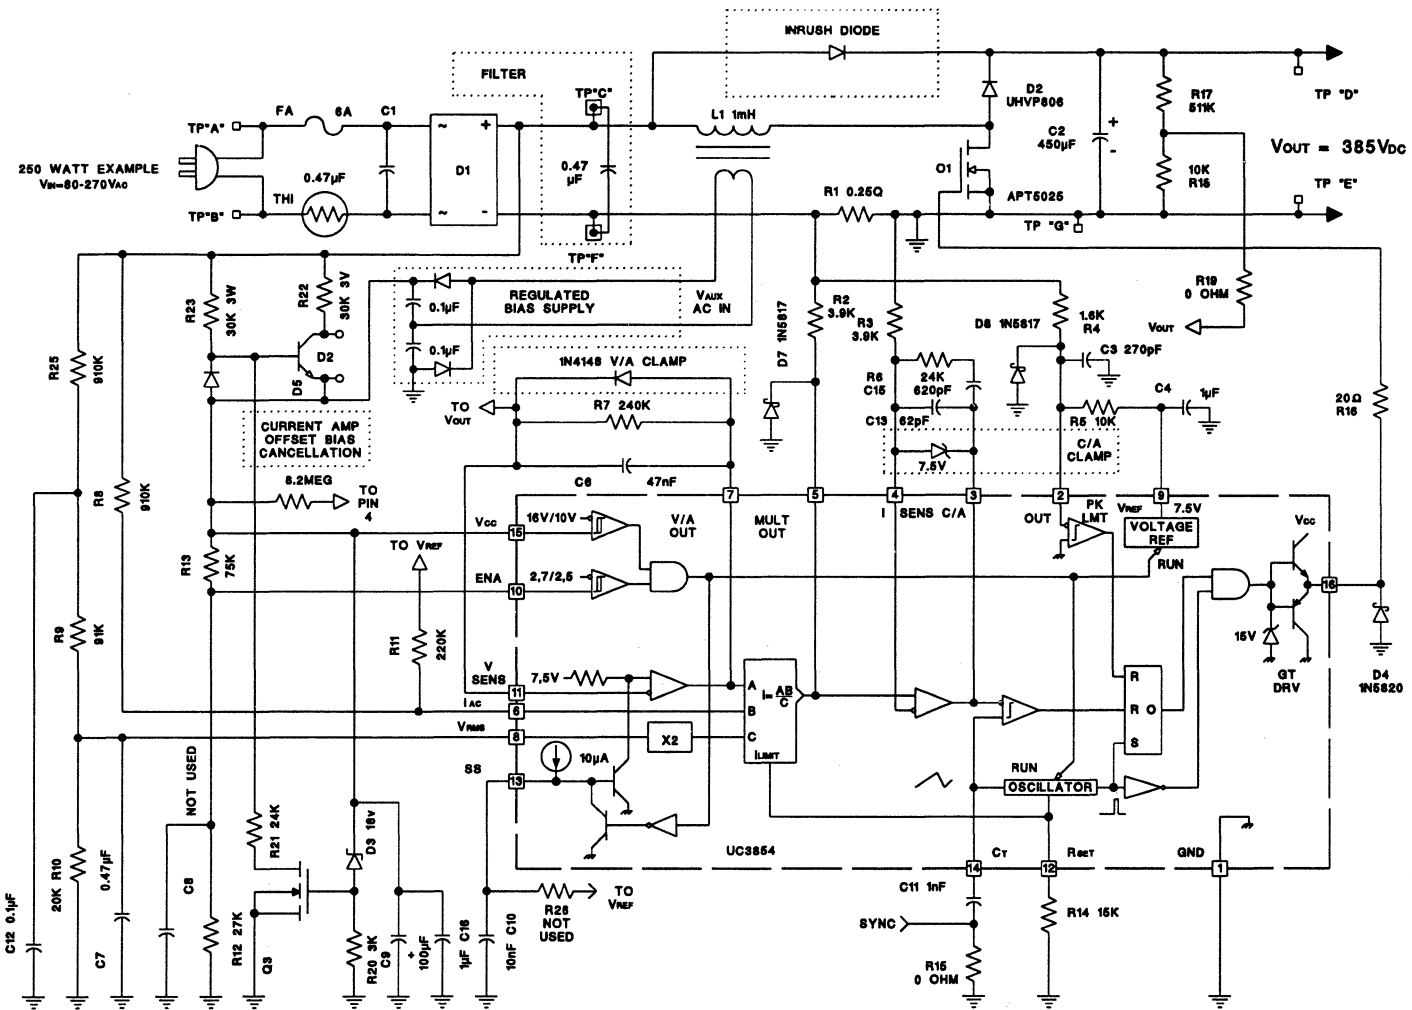 INRUSH DIODE
FILTER
TP"C"
D2
UHVP806
R17
511K
TP "D"
FA
6A
C1
L1 1mH
TP"A"
+
C2
450µF
+
-
VOUT = 385VDC
250 WATT EXAMPLE
VIN=80-270VAC
0.47µF
THI
~
+
D1
~
-
0.47
µF
O1
10K
R15
TP "E"
R1 0.25Ω
APT5025
TP"B"
TP "G"
TP"F"
R23
30K 3W
R22
30K 3V
0.1µF
REGULATED
BIAS SUPPLY
VAUX
AC IN
D7 1N5817
R2
3.9K
R3
3.9K
D8 1N5817
1.6K
R4
R19
0 OHM
VOUT
R25
910K
D2
D5
0.1µF
1N4148 V/A CLAMP
C3 270pF
R6
C15
24K
620pF
C4
1µF
TO
VOUT
R7 240K
C13
62pF
R5 10K
20Ω
R16
CURRENT AMP
OFFSET BIAS
CANCELLATION
C/A
CLAMP
7.5V
8.2MEG
TO
PIN
4
R8
910K
C6
47nF
7
5
4
3
2
9
I SENS C/A
OUT
PK
LMT
VREF
7.5V
VCC
15
16V/10V
V/A
OUT
MULT
OUT
VOLTAGE
REF
VCC
R13
75K
TO VREF
ENA
10
2,7/2,5
RUN
16
R9
91K
R11
220K
15V
GT
DRV
D4
1N5820
V
SENS
11
7,5V
A
I= AB
C
B
C
ILIMIT
R
R O
S
IAC
6
VRMS
8
X2
NOT USED
SS
13
10µA
RUN
OSCILLATOR
R21 24K
D3 18v
UC3854
CT
RSET
GND
14
12
1
R10
20K
0.47µF
C8
C11 1nF
R26
NOT
USED
TO
VREF
R14 15K
SYNC
C12 0.1µF
C7
R12 27K
Q3
R20 3K
C9
+
100µF
1µF C16
10nF C10
R15
0 OHM